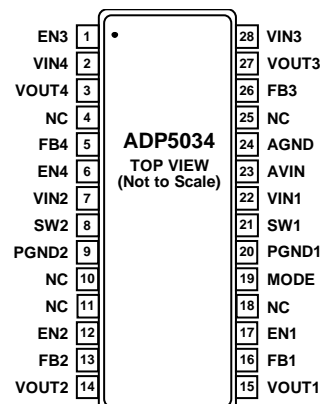 EN3 1 28 VIN3
VIN4 2 27 VOUT3
VOUT4 3 26 FB3
NC 4 25 NC
FB4 5 ADP5034 24 AGND
EN4 6 TOP VIEW 23 AVIN
(Not to Scale)
VIN2 7 22 VIN1
SW2 8 21 SW1
PGND2 9 20 PGND1
NC 10 19 MODE
NC 11 18 NC
EN2 12 17 EN1
FB2 13 16 FB1
VOUT2 14 15 VOUT1